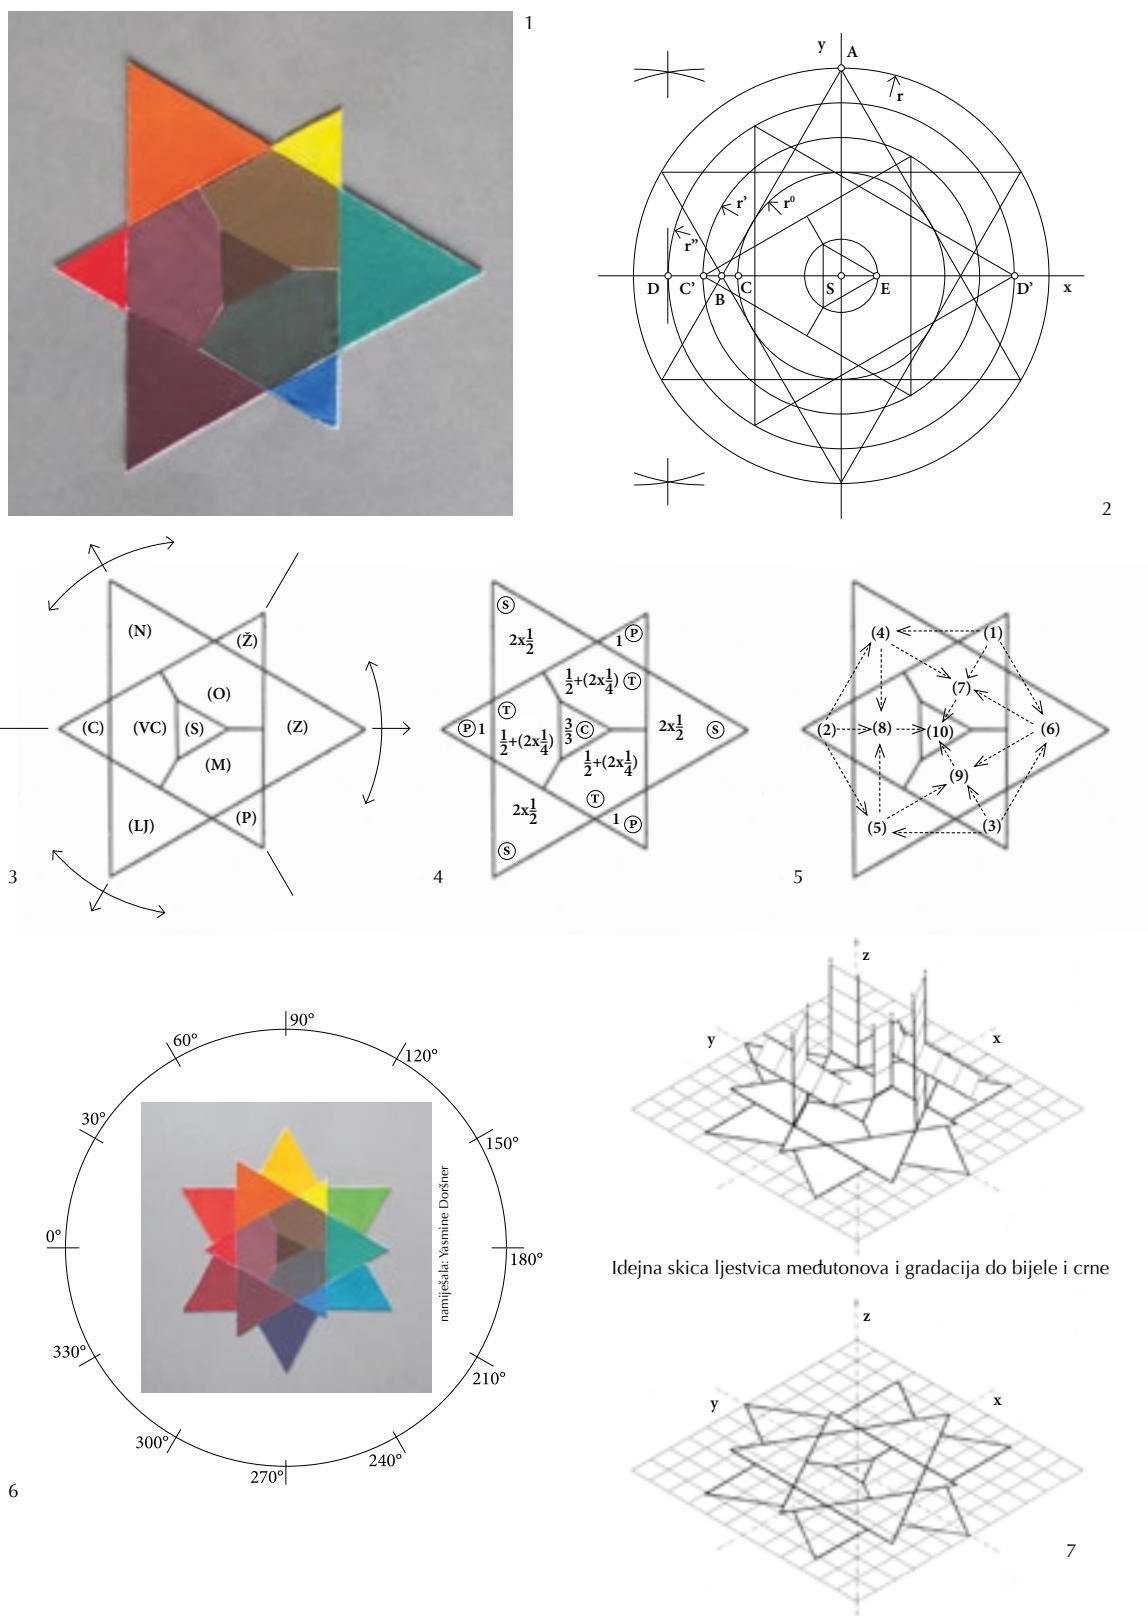 1
y
A
r
r'
r⁰
r"
D
C'
B
C
S
E
D'
x
2
(N)
(Ž)
(O)
(C)
(VC)
(S)
(Z)
(M)
(LJ)
(P)
3
S
2x½
1 P
½+(2x¼) T
P 1
T
½+(2x¼)
3/3 C
2x½ S
½+(2x¼)
T
2x½
1 P
S
4
(4)
(1)
(7)
(2)
(8)
(10)
(6)
(9)
(5)
(3)
5
90°
60°
120°
30°
150°
0°
180°
330°
210°
300°
240°
270°
namiješala: Yasmine Doršner
6
z
y
x
Idejna skica ljestvica međutonova i gradacija do bijele i crne
z
y
x
7